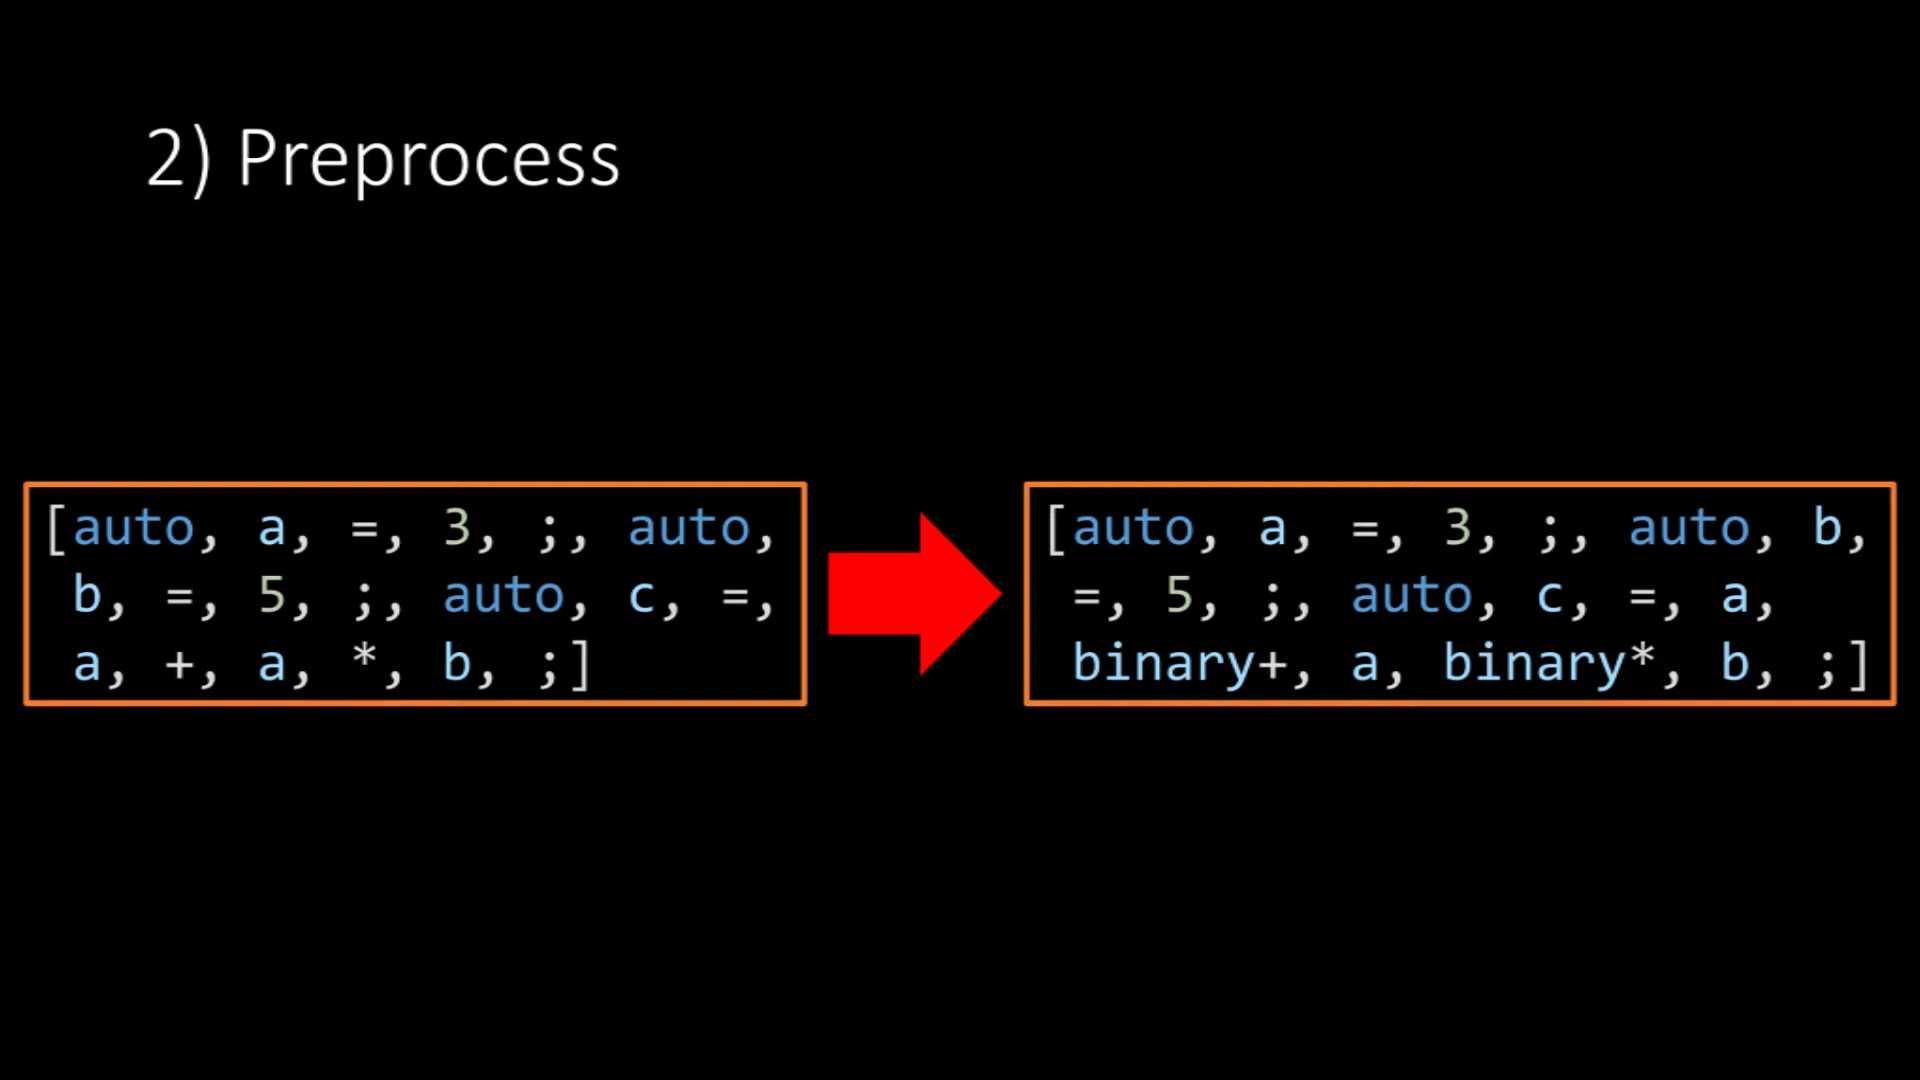 2) Preprocess
[auto, a, =, 3, ;, auto,
b, =, 5, ;, auto, c, =,
a, +, a, *, b, ;]
[auto, a, =, 3, ;, auto, b,
=, 5, ;, auto, c, =, a,
binary+, a, binary*, b, ;]